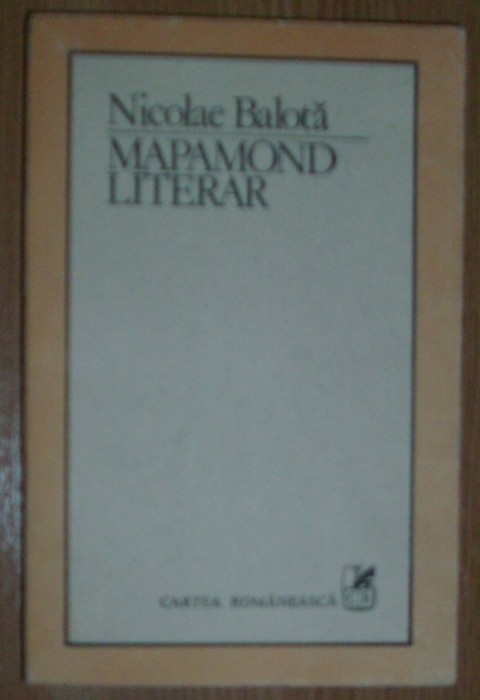 Nicolae Balotă
MAPAMOND
LITERAR
CARTEA ROMÂNEASCĂ